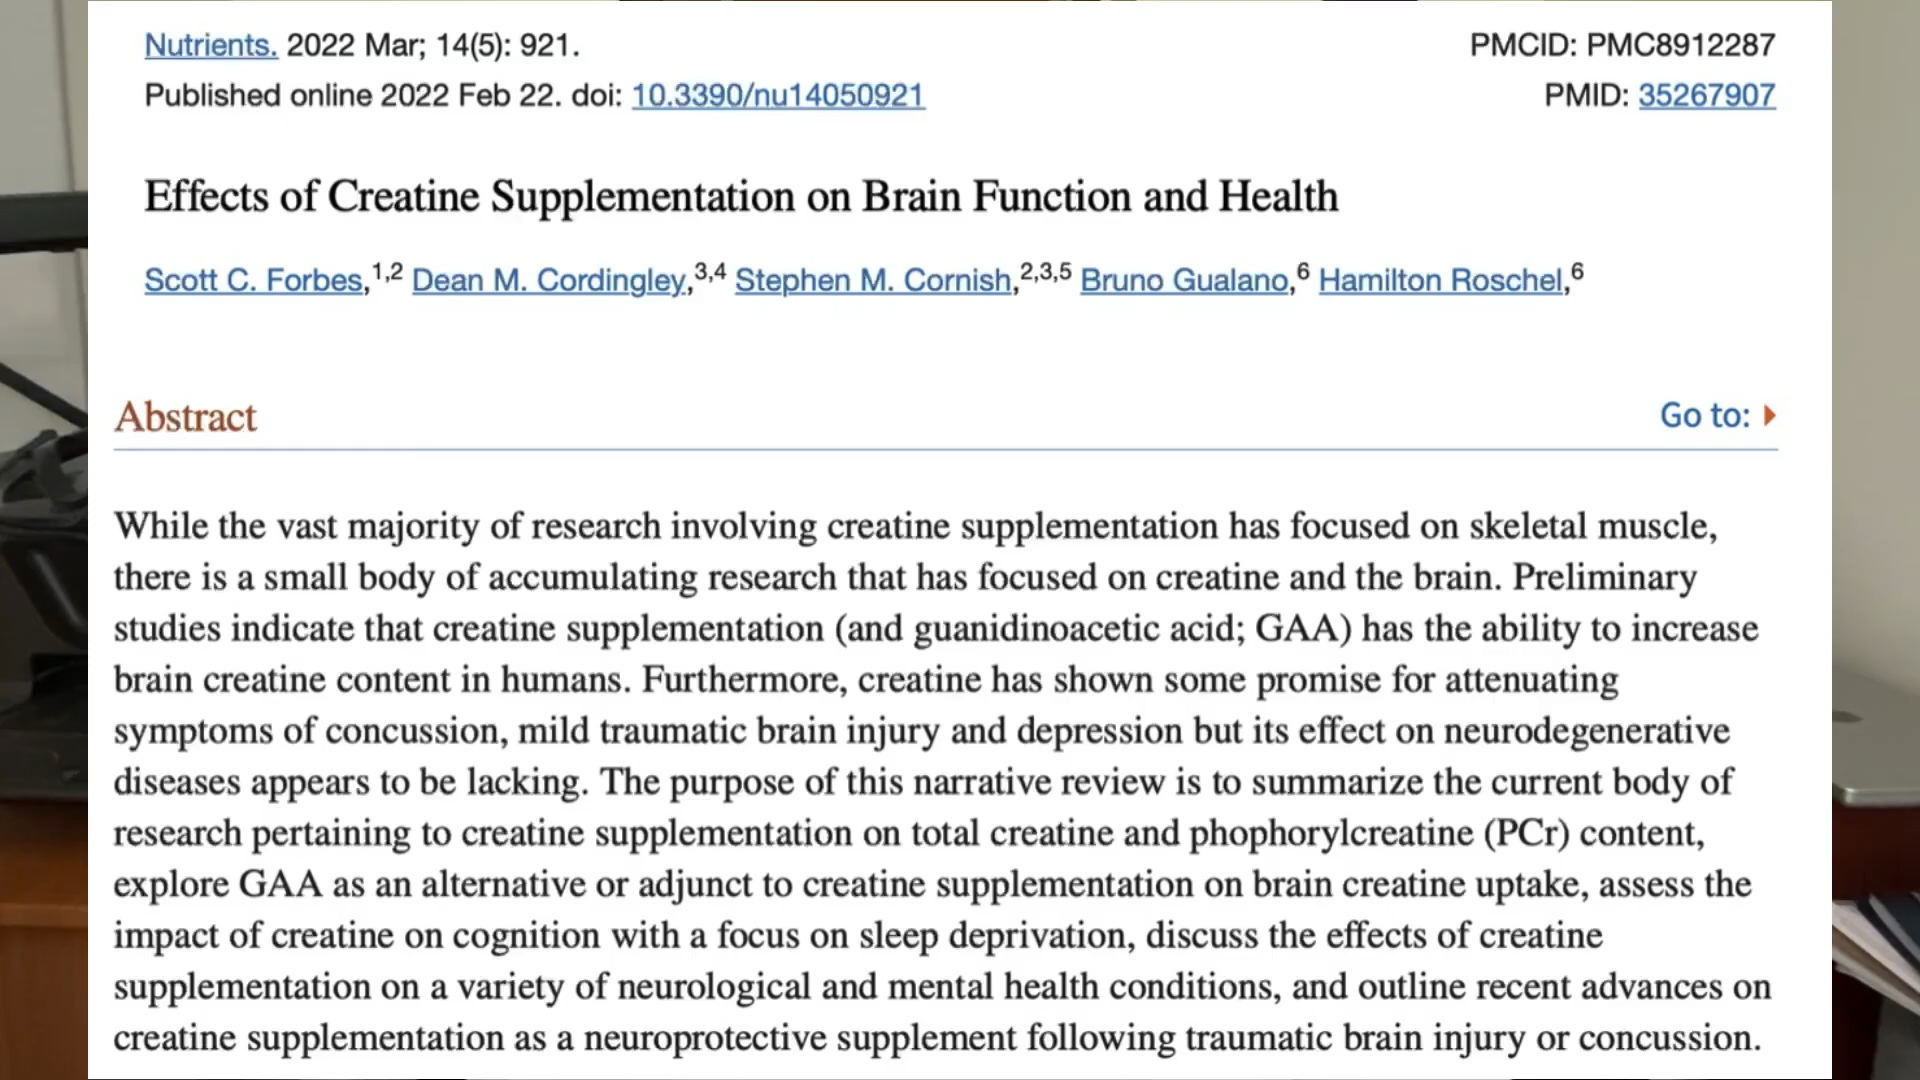 Nutrients. 2022 Mar; 14(5): 921.
PMCID: PMC8912287
Published online 2022 Feb 22. doi: 10.3390/nu14050921
PMID: 35267907
Effects of Creatine Supplementation on Brain Function and Health
Scott C. Forbes,1,2 Dean M. Cordingley,3,4 Stephen M. Cornish,2,3,5 Bruno Gualano,6 Hamilton Roschel,6
Abstract
Go to:
While the vast majority of research involving creatine supplementation has focused on skeletal muscle,
there is a small body of accumulating research that has focused on creatine and the brain. Preliminary
studies indicate that creatine supplementation (and guanidinoacetic acid; GAA) has the ability to increase
brain creatine content in humans. Furthermore, creatine has shown some promise for attenuating
symptoms of concussion, mild traumatic brain injury and depression but its effect on neurodegenerative
diseases appears to be lacking. The purpose of this narrative review is to summarize the current body of
research pertaining to creatine supplementation on total creatine and phophorylcreatine (PCr) content,
explore GAA as an alternative or adjunct to creatine supplementation on brain creatine uptake, assess the
impact of creatine on cognition with a focus on sleep deprivation, discuss the effects of creatine
supplementation on a variety of neurological and mental health conditions, and outline recent advances on
creatine supplementation as a neuroprotective supplement following traumatic brain injury or concussion.